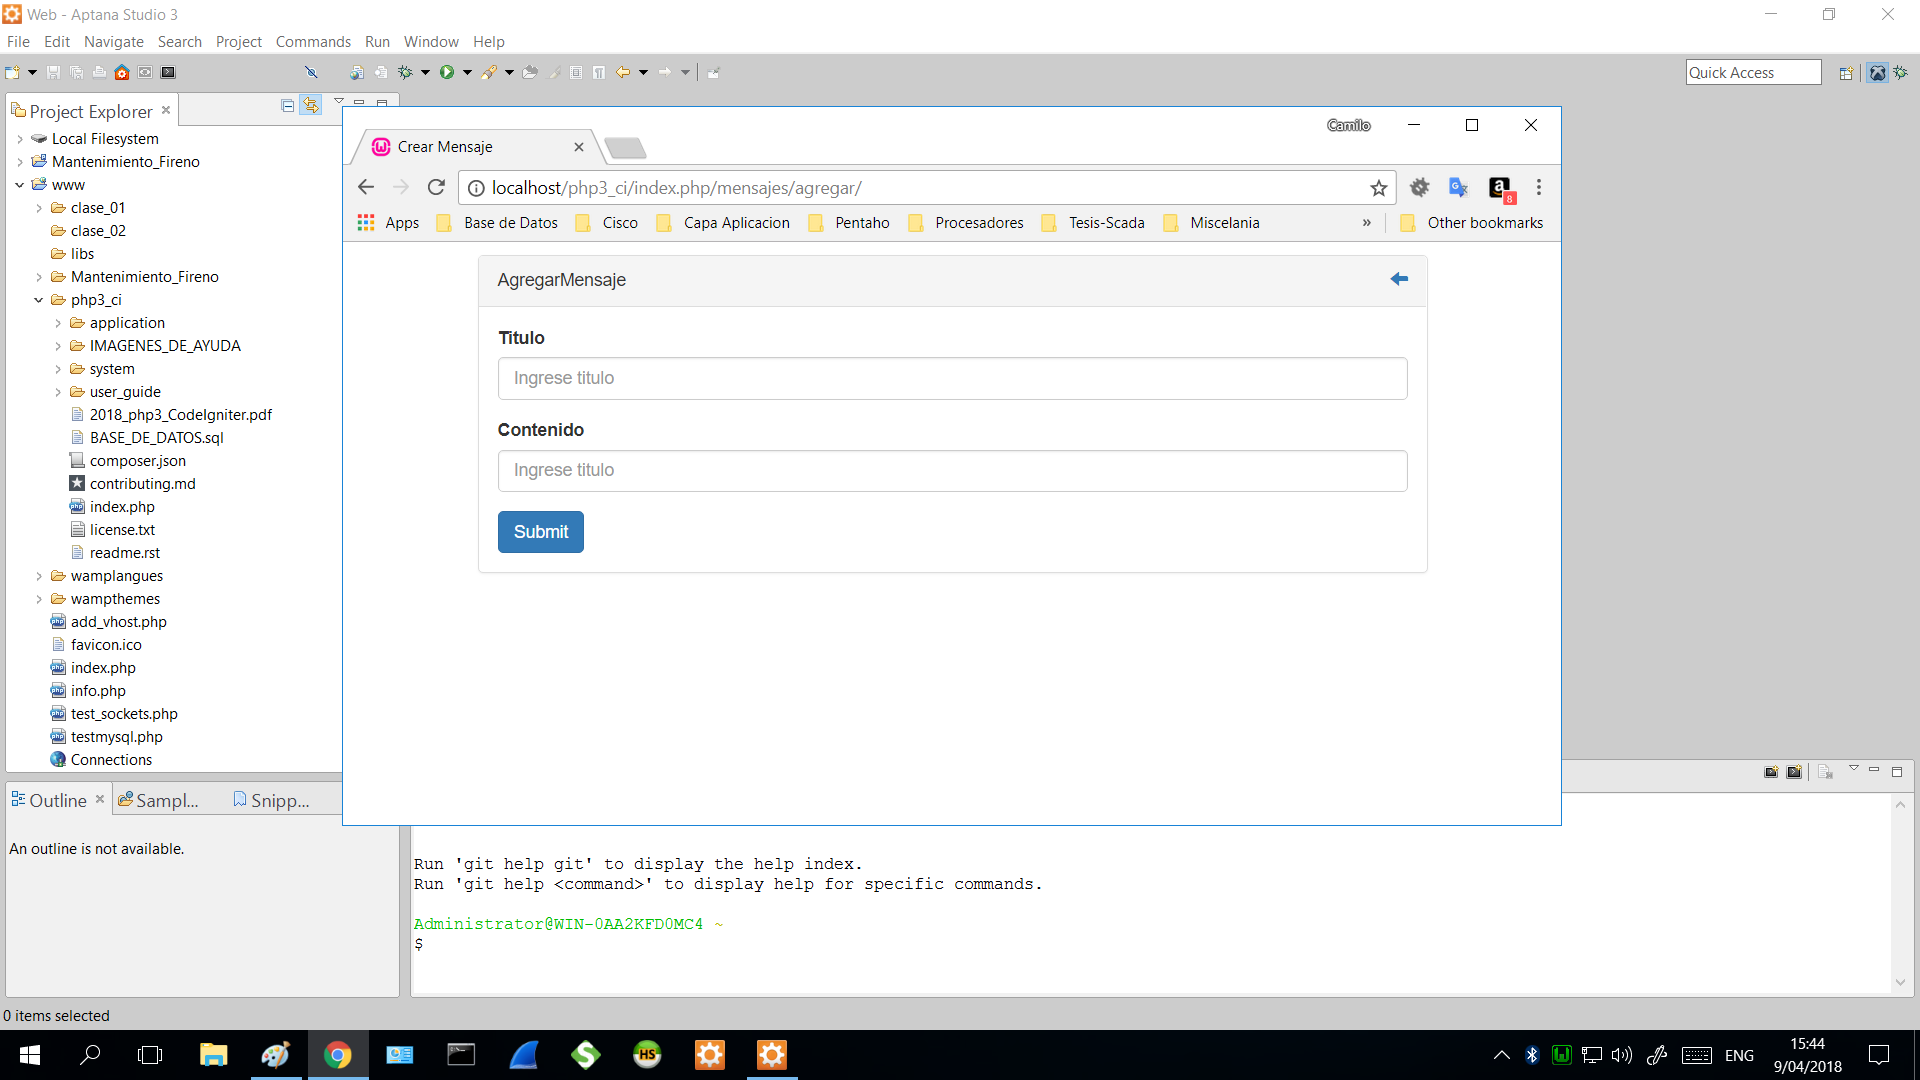 Web - Aptana Studio 3
File Edit Navigate Search Project Commands Run Window Help
Quick Access
Project Explorer
Local Filesystem
Mantenimiento_Fireno
www
clase_01
clase_02
libs
Mantenimiento_Fireno
php3_ci
application
IMAGENES_DE_AYUDA
system
user_guide
2018_php3_CodeIgniter.pdf
BASE_DE_DATOS.sql
composer.json
contributing.md
index.php
license.txt
readme.rst
wamplangues
wampthemes
add_vhost.php
favicon.ico
index.php
info.php
test_sockets.php
testmysql.php
Connections
Camilo
Crear Mensaje
localhost/php3_ci/index.php/mensajes/agregar/
8
Apps Base de Datos Cisco Capa Aplicacion Pentaho Procesadores Tesis-Scada Miscelania » Other bookmarks
AgregarMensaje
Titulo
Ingrese titulo
Contenido
Ingrese titulo
Submit
Outline Sampl... Snipp...
An outline is not available.
Run 'git help git' to display the help index.
Run 'git help <command>' to display help for specific commands.
Administrator@WIN-0AA2KFD0MC4 ~
$
0 items selected
HS
ENG
15:44
9/04/2018